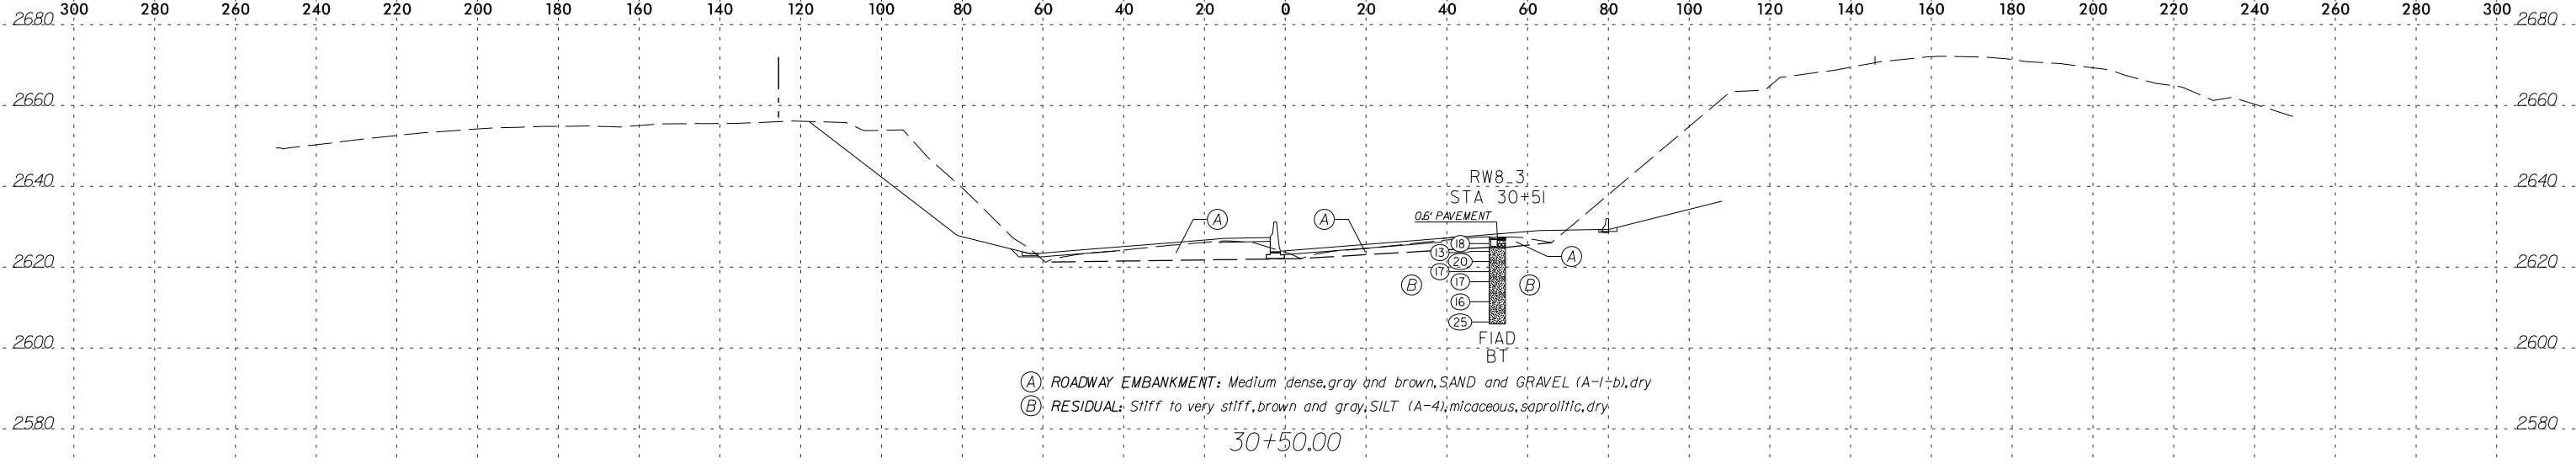 300 280 260 240 220 200 180 160 140 120 100 80 60 40 20 0 20 40 60 80 100 120 140 160 180 200 220 240 260 280 300
2680 2680
2660 2660
2640 2640
RW8_3
STA 30+51
0.6' PAVEMENT
A A
18
13 A
20
2620 2620
17
17
B B
16
25
FIAD
2600 2600
BT
A ROADWAY EMBANKMENT: Medium dense, gray and brown, SAND and GRAVEL (A-1-b), dry
B RESIDUAL: Stiff to very stiff, brown and gray, SILT (A-4), micaceous, saprolitic, dry
2580 2580
30+50.00